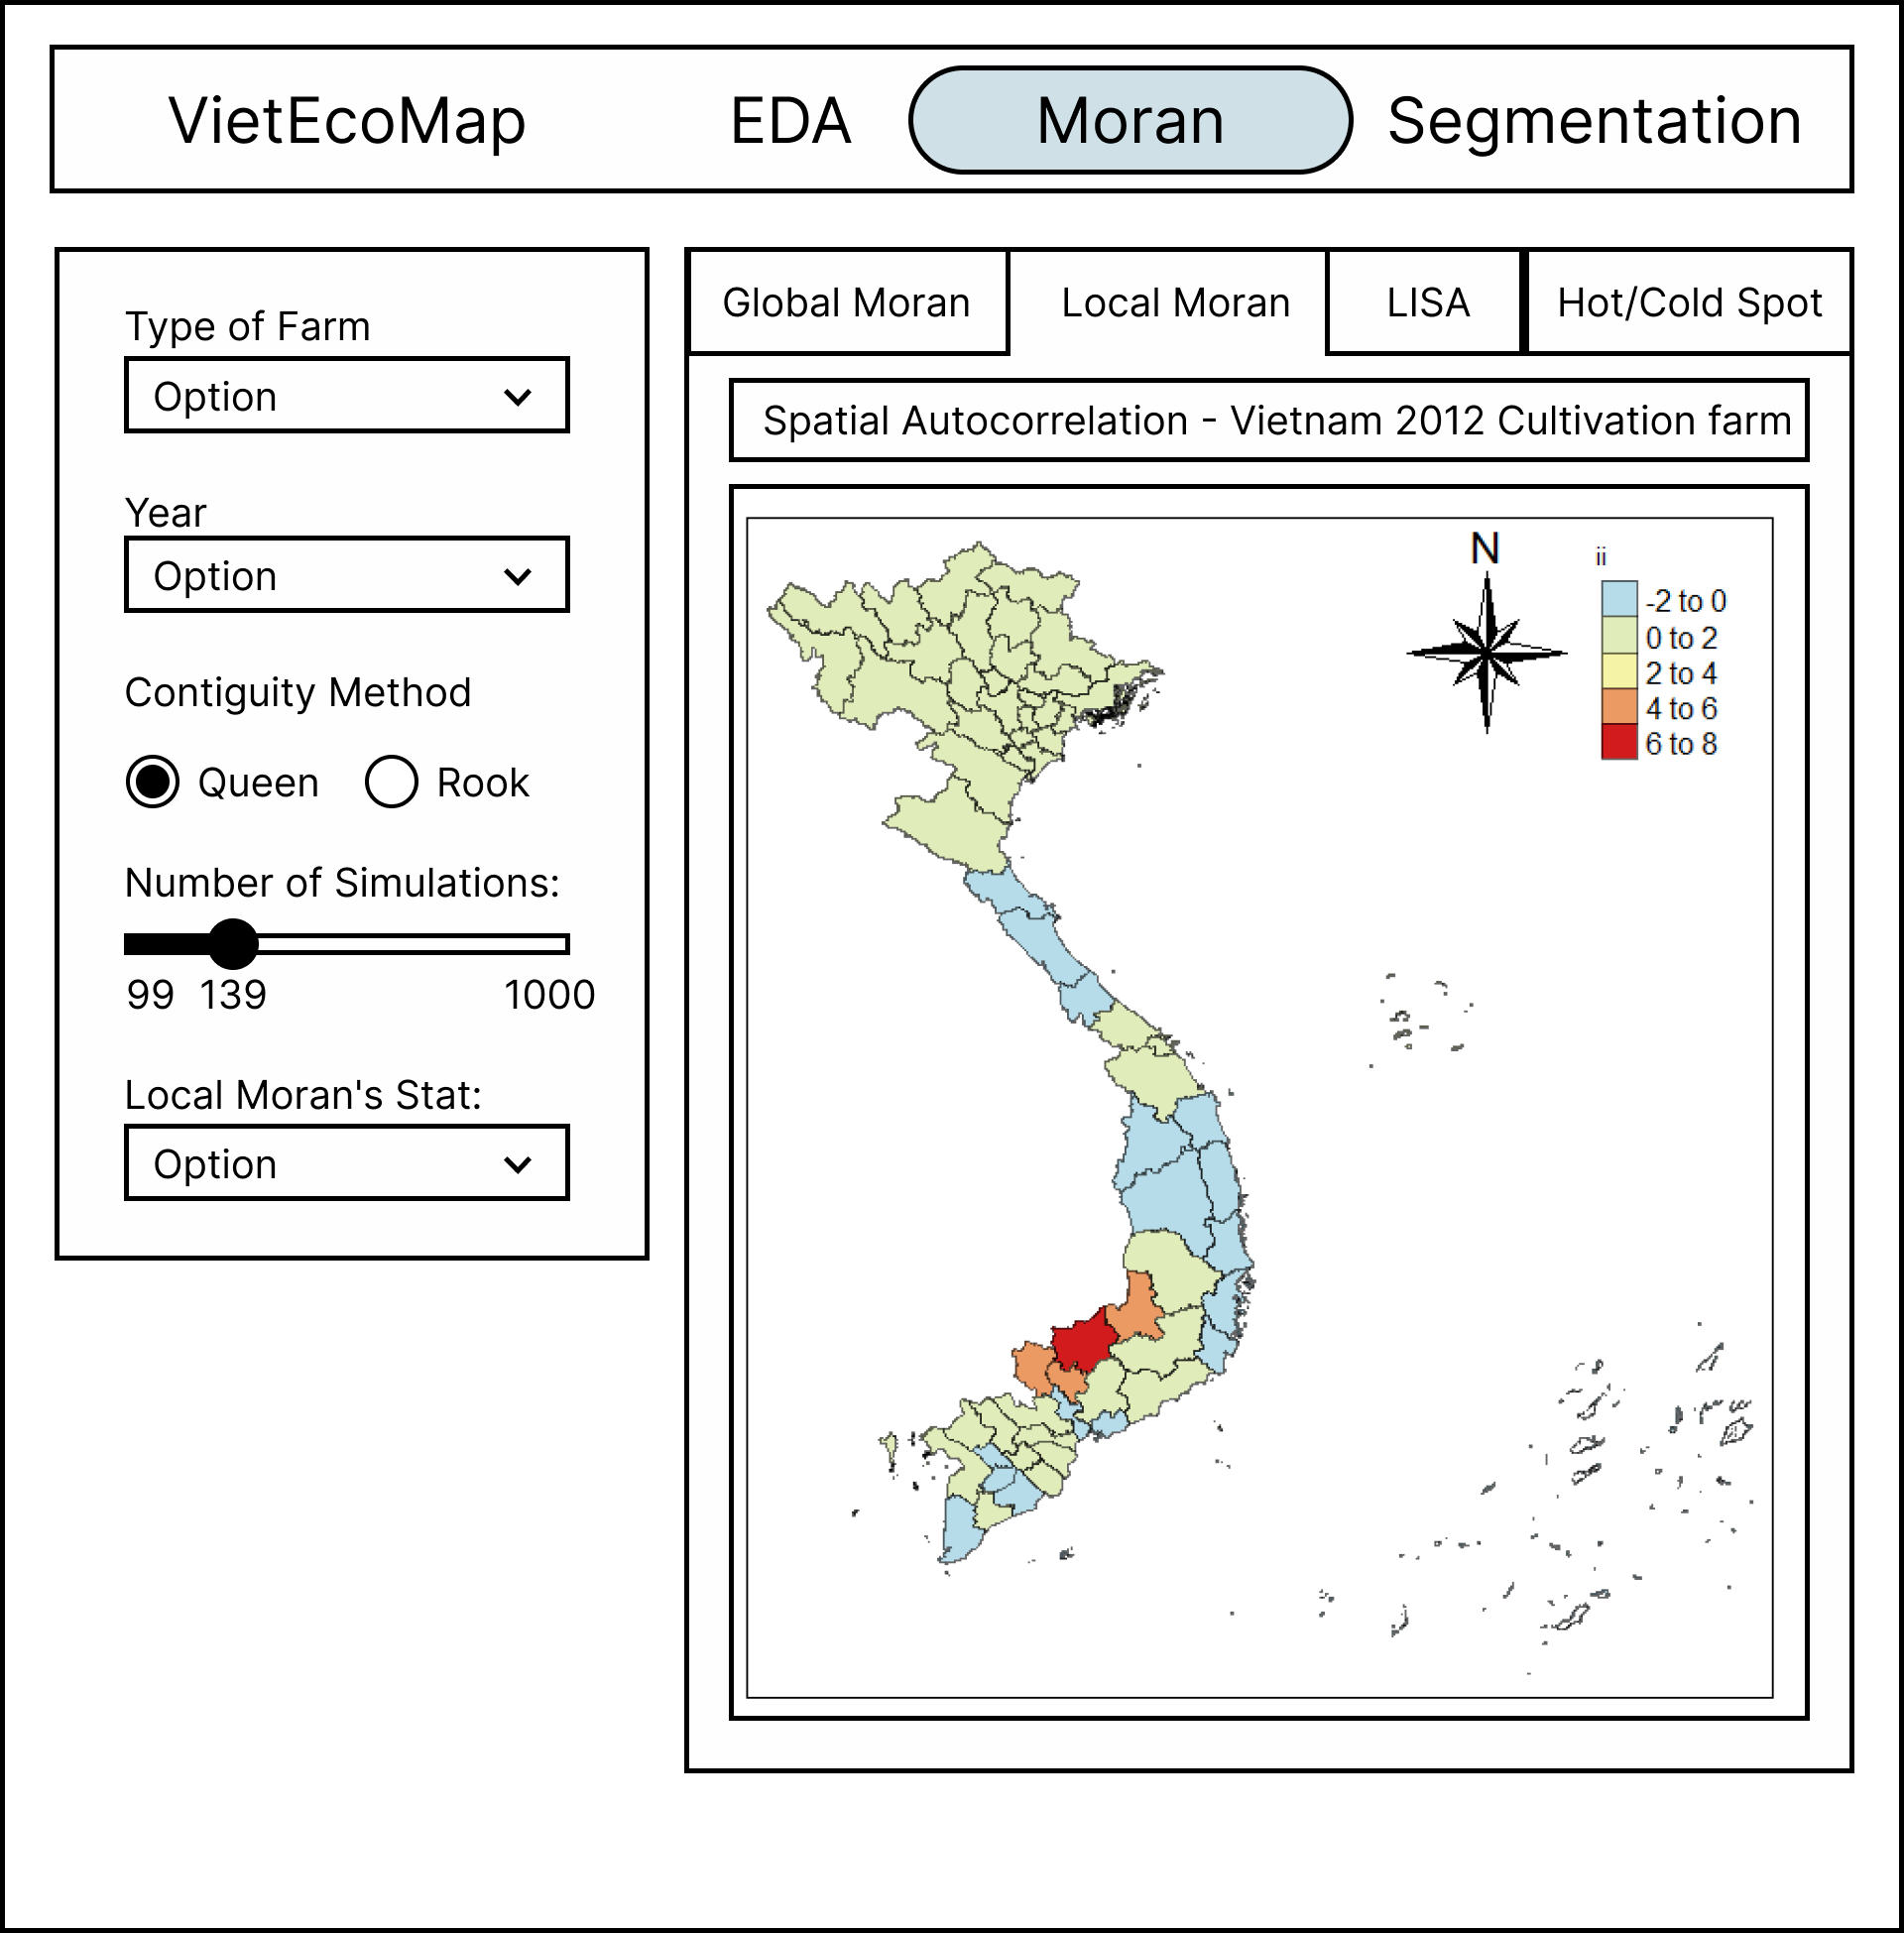 VietEcoMap EDA Moran Segmentation
Type of Farm
Option
Year
Option
Contiguity Method
Queen Rook
Number of Simulations:
99 139 1000
Local Moran's Stat:
Option
Global Moran Local Moran LISA Hot/Cold Spot
Spatial Autocorrelation - Vietnam 2012 Cultivation farm
N
ii
-2 to 0
0 to 2
2 to 4
4 to 6
6 to 8